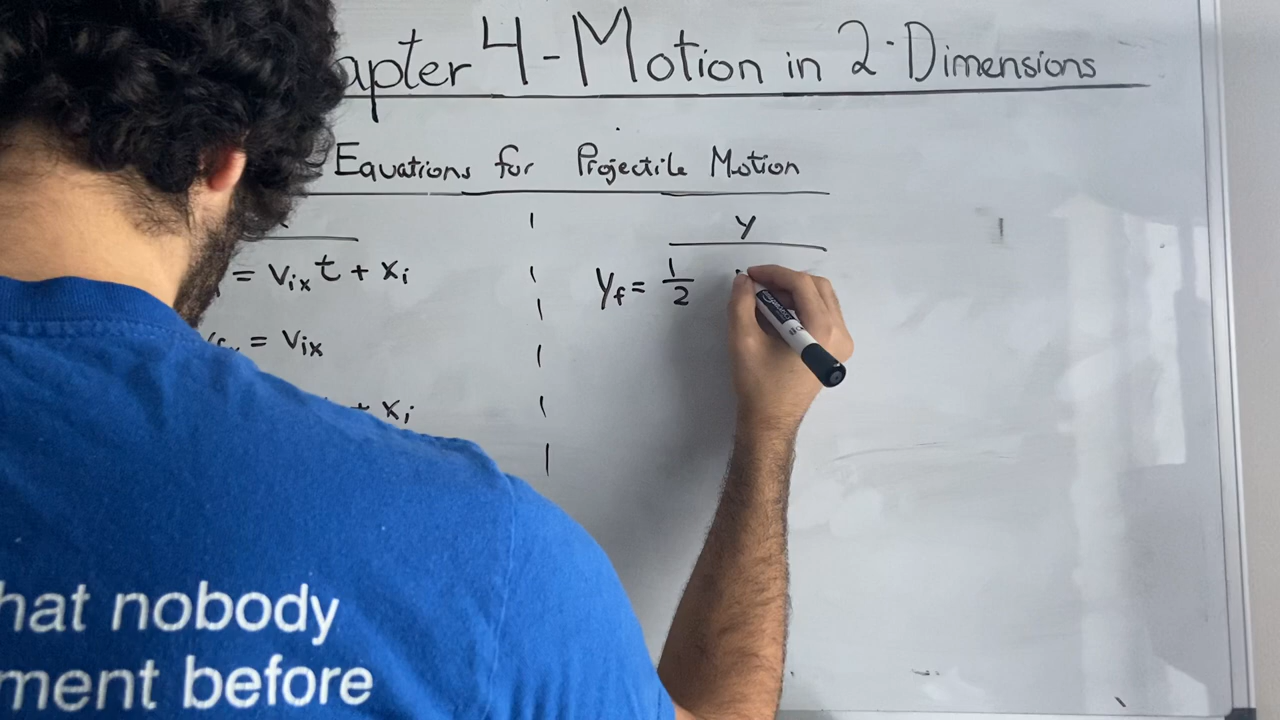 apter 4-Motion in 2-Dimensions
Equations for Projectile Motion
= vᵢₓt + xᵢ
= vᵢₓ
+ xᵢ
y
y_f = 1/2
hat nobody
ment before